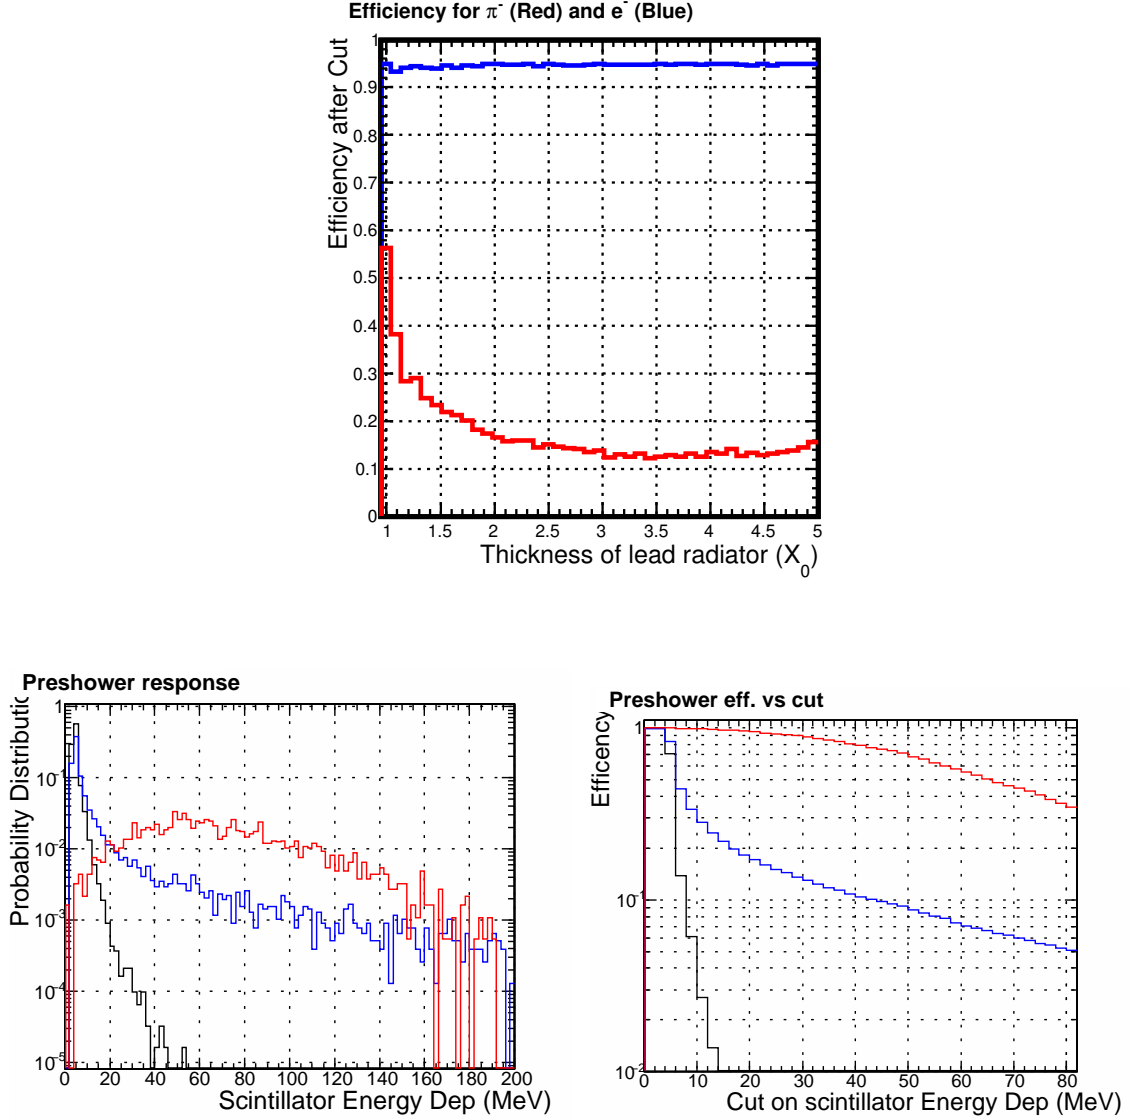 Efficiency for π⁻ (Red) and e⁻ (Blue)
Efficiency after Cut
1
0.9
0.8
0.7
0.6
0.5
0.4
0.3
0.2
0.1
0
1 1.5 2 2.5 3 3.5 4 4.5 5
Thickness of lead radiator (X₀)
Preshower response
Probability Distributic
1
10⁻¹
10⁻²
10⁻³
10⁻⁴
10⁻⁵
0 20 40 60 80 100 120 140 160 180 200
Scintillator Energy Dep (MeV)
Preshower eff. vs cut
Efficency
1
10⁻¹
10⁻²
0 10 20 30 40 50 60 70 80
Cut on scintillator Energy Dep (MeV)